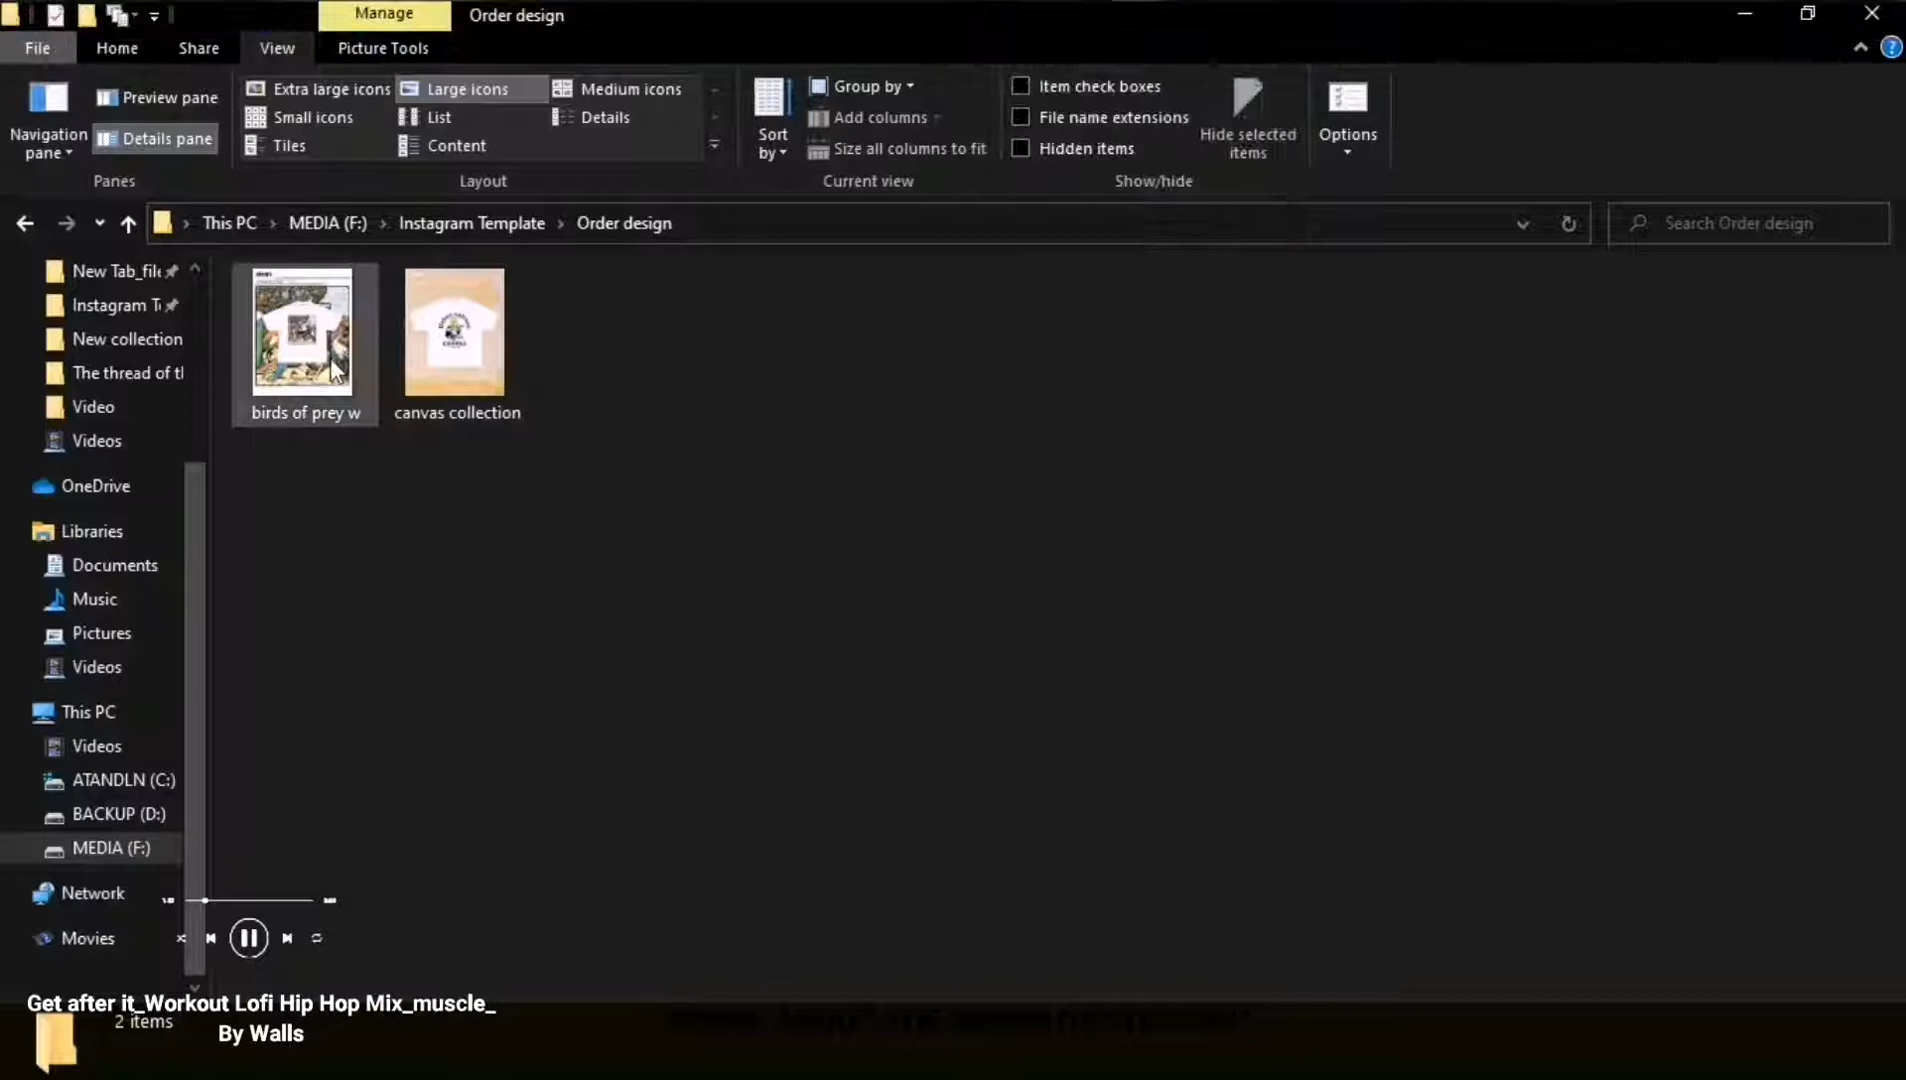 Manage
Order design
File
Home
Share
View
Picture Tools
Navigation pane
Preview pane
Details pane
Panes
Extra large icons
Large icons
Medium icons
Small icons
List
Details
Tiles
Content
Layout
Sort by
Group by
Add columns
Size all columns to fit
Current view
Item check boxes
File name extensions
Hidden items
Hide selected items
Show/hide
Options
This PC
MEDIA (F:)
Instagram Template
Order design
Search Order design
New Tab_file
Instagram T
New collection
The thread of tl
Video
Videos
OneDrive
Libraries
Documents
Music
Pictures
Videos
This PC
Videos
ATANDLN (C:)
BACKUP (D:)
MEDIA (F:)
Network
Movies
birds of prey w
canvas collection
Get after it_Workout Lofi Hip Hop Mix_muscle_
By Walls
2 items